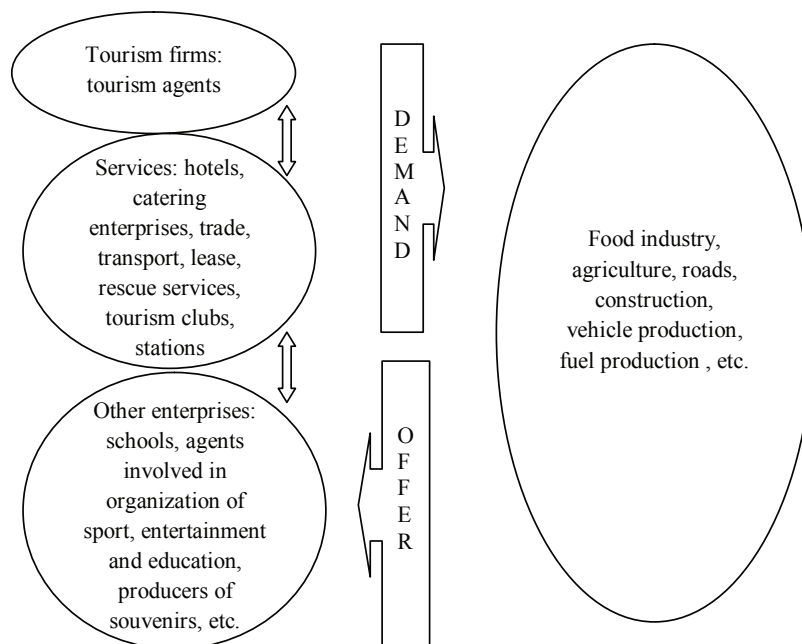 Tourism firms:
tourism agents
Services: hotels,
catering
enterprises, trade,
transport, lease,
rescue services,
tourism clubs,
stations
Other enterprises:
schools, agents
involved in
organization of
sport, entertainment
and education,
producers of
souvenirs, etc.
DEMAND
OFFER
Food industry,
agriculture, roads,
construction,
vehicle production,
fuel production , etc.